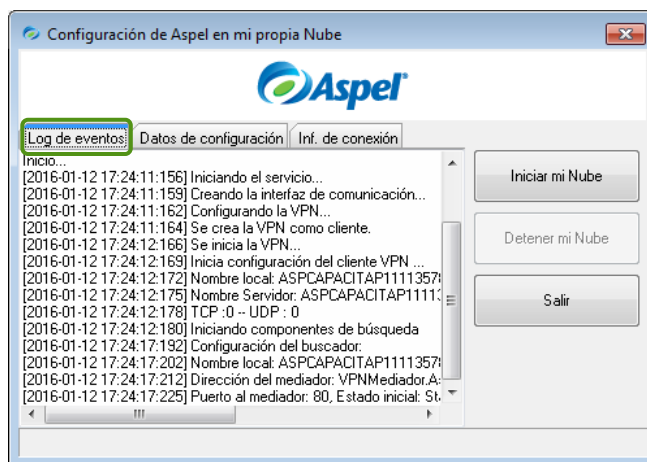 Configuración de Aspel en mi propia Nube
Aspel
Log de eventos Datos de configuración Inf. de conexión
Inicio...
[2016-01-12 17:24:11:156] Iniciando el servicio...
[2016-01-12 17:24:11:159] Creando la interfaz de comunicación...
[2016-01-12 17:24:11:162] Configurando la VPN...
[2016-01-12 17:24:11:164] Se crea la VPN como cliente.
[2016-01-12 17:24:12:166] Se inicia la VPN...
[2016-01-12 17:24:12:169] Inicia configuración del cliente VPN ...
[2016-01-12 17:24:12:172] Nombre local: ASPCAPACITAP1111357
[2016-01-12 17:24:12:175] Nombre Servidor: ASPCAPACITAP1111
[2016-01-12 17:24:12:178] TCP :0 -- UDP : 0
[2016-01-12 17:24:12:180] Iniciando componentes de búsqueda
[2016-01-12 17:24:17:192] Configuración del buscador:
[2016-01-12 17:24:17:202] Nombre local: ASPCAPACITAP1111357
[2016-01-12 17:24:17:212] Dirección del mediador: VPNMediador.A
[2016-01-12 17:24:17:225] Puerto al mediador: 80, Estado inicial: St
Iniciar mi Nube
Detener mi Nube
Salir